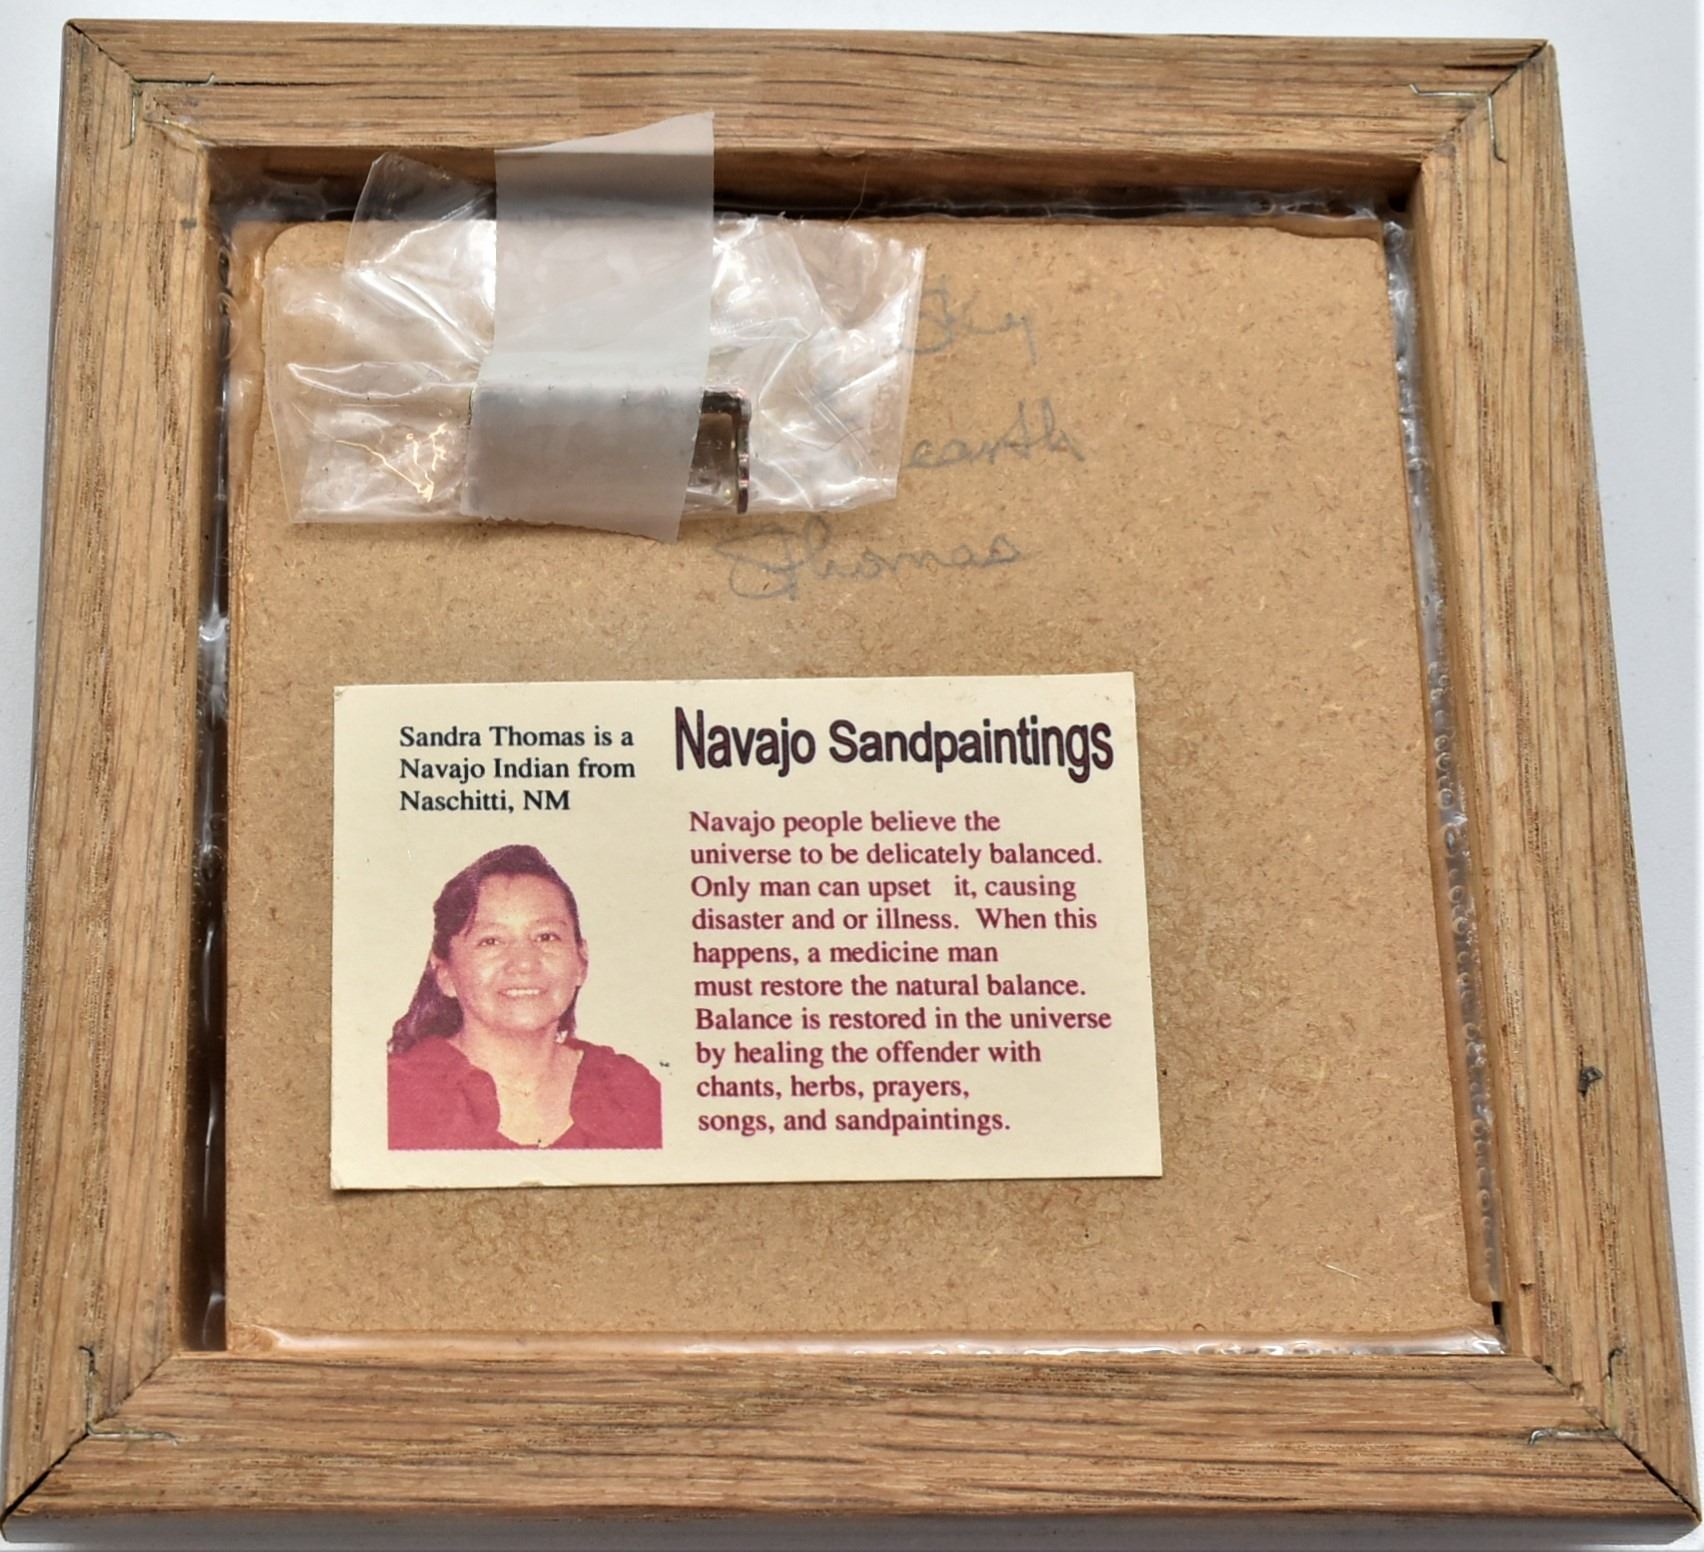 Sky
earth
Thomas
Sandra Thomas is a
Navajo Indian from
Naschitti, NM
Navajo Sandpaintings
Navajo people believe the
universe to be delicately balanced.
Only man can upset it, causing
disaster and or illness. When this
happens, a medicine man
must restore the natural balance.
Balance is restored in the universe
by healing the offender with
chants, herbs, prayers,
songs, and sandpaintings.